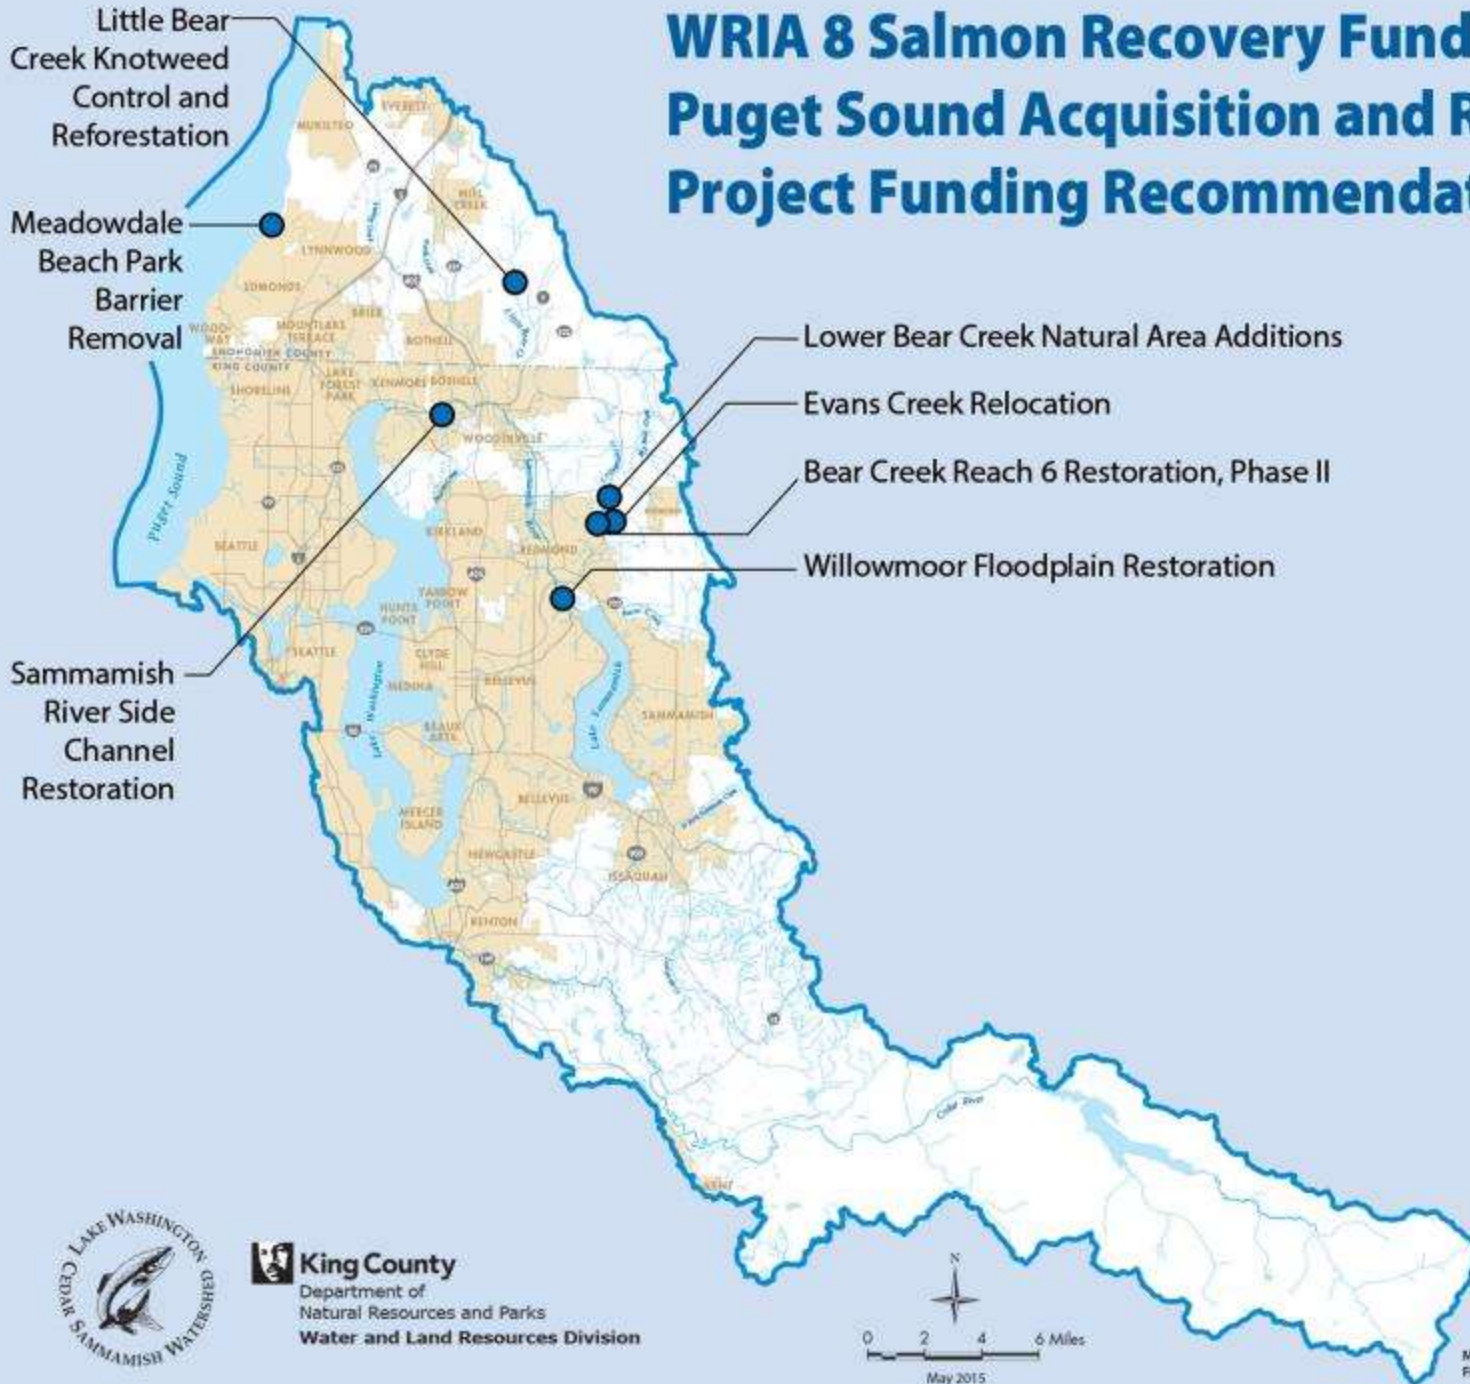 WRIA 8 Salmon Recovery Fund
Puget Sound Acquisition and R
Project Funding Recommendat
Little Bear
Creek Knotweed
Control and
Reforestation
Meadowdale
Beach Park
Barrier
Removal
Sammamish
River Side
Channel
Restoration
Lower Bear Creek Natural Area Additions
Evans Creek Relocation
Bear Creek Reach 6 Restoration, Phase II
Willowmoor Floodplain Restoration
EVERETT
MUKILTEO
MILL
CREEK
LYNNWOOD
EDMONDS
BRIER
WOOD-
WAY
MOUNTLAKE
TERRACE
BOTHELL
SNOHOMISH COUNTY
KING COUNTY
SHORELINE
LAKE
FOREST
PARK
KENMORE
BOTHELL
WOODINVILLE
Puget Sound
KIRKLAND
REDMOND
SEATTLE
YARROW
POINT
HUNTS
POINT
SEATTLE
CLYDE
HILL
MEDINA
BELLEVUE
Lake Washington
Lake Sammamish
SAMMAMISH
BEAUX
ARTS
MERCER
ISLAND
BELLEVUE
NEWCASTLE
ISSAQUAH
RENTON
Cedar River
KENT
LAKE WASHINGTON
CEDAR SAMMAMISH WATERSHED
King County
Department of
Natural Resources and Parks
Water and Land Resources Division
N
0 2 4 6 Miles
May 2015